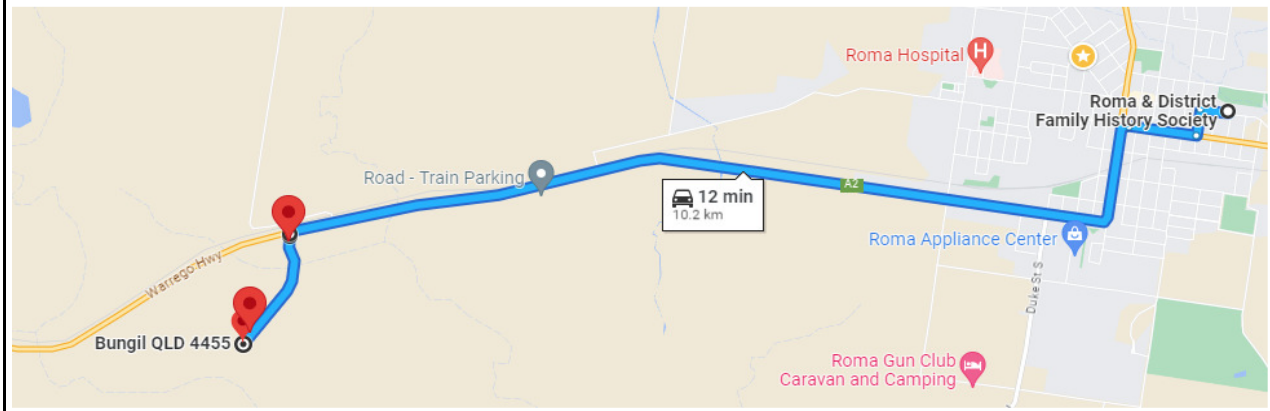 Roma Hospital
H
Roma & District
Family History Society
Road - Train Parking
A2
12 min
10.2 km
Roma Appliance Center
Warrego Hwy
Duke St S
Bungil QLD 4455
Roma Gun Club
Caravan and Camping